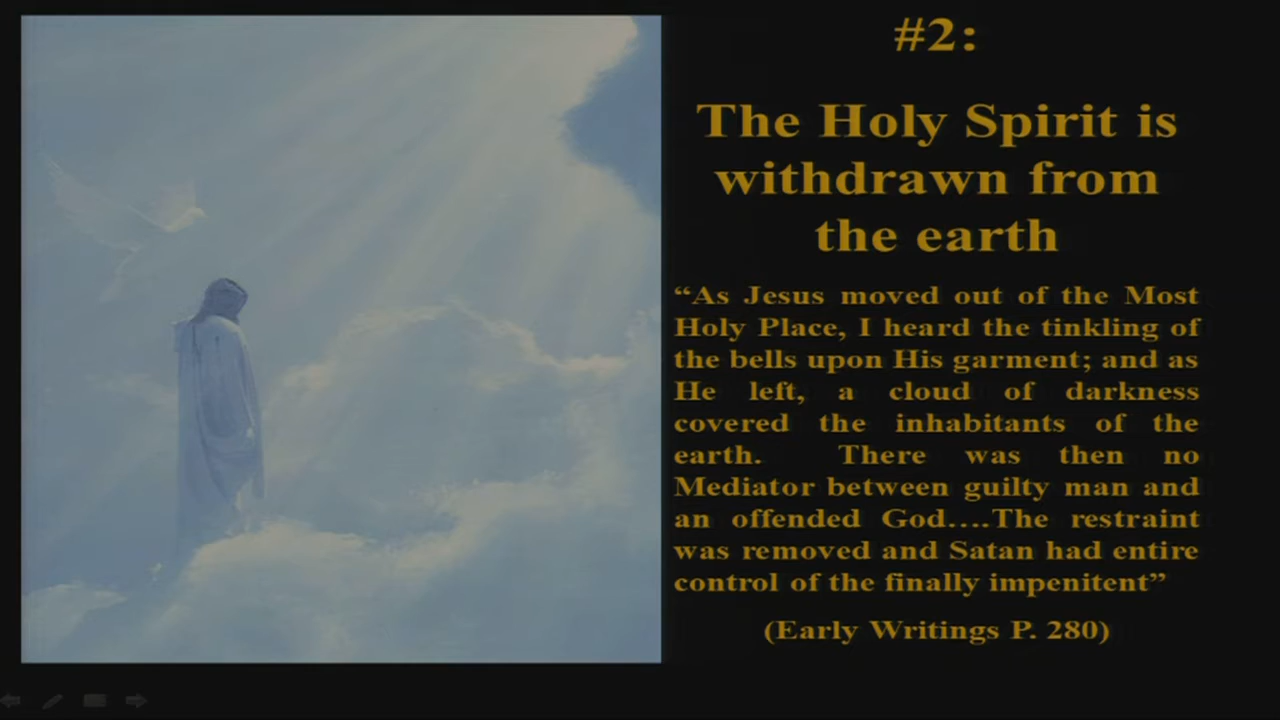 #2:
The Holy Spirit is
withdrawn from
the earth
“As Jesus moved out of the Most
Holy Place, I heard the tinkling of
the bells upon His garment; and as
He left, a cloud of darkness
covered the inhabitants of the
earth. There was then no
Mediator between guilty man and
an offended God….The restraint
was removed and Satan had entire
control of the finally impenitent”
(Early Writings P. 280)